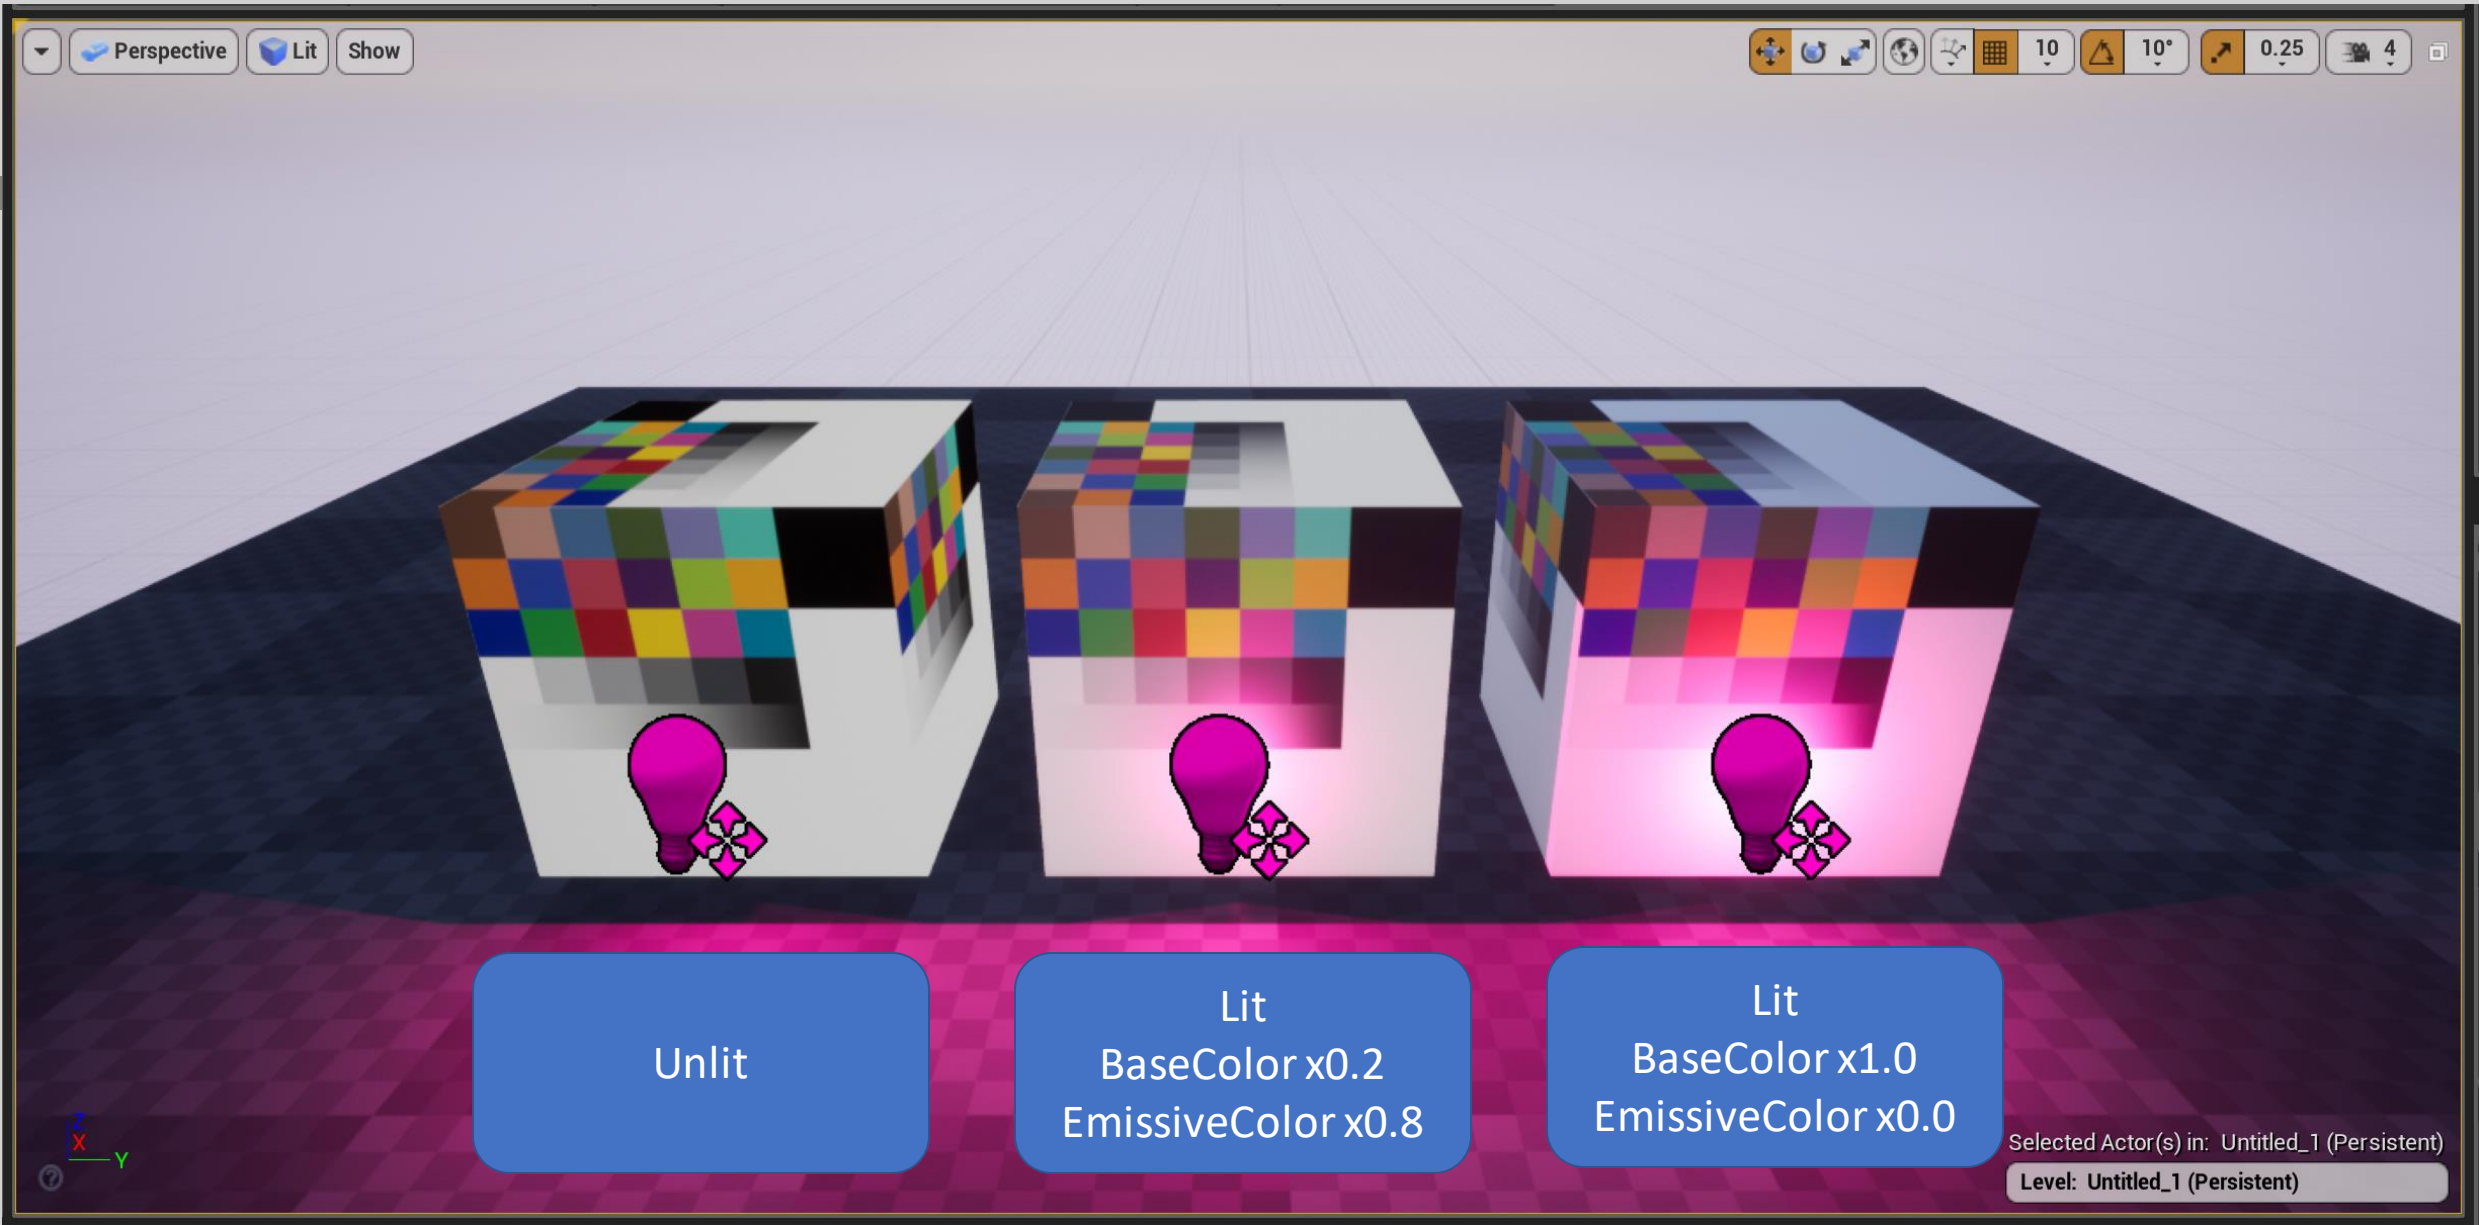 Perspective
Lit
Show
10
10°
0.25
4
Unlit
Lit
BaseColor x0.2
EmissiveColor x0.8
Lit
BaseColor x1.0
EmissiveColor x0.0
Z
X
Y
?
Selected Actor(s) in: Untitled_1 (Persistent)
Level: Untitled_1 (Persistent)